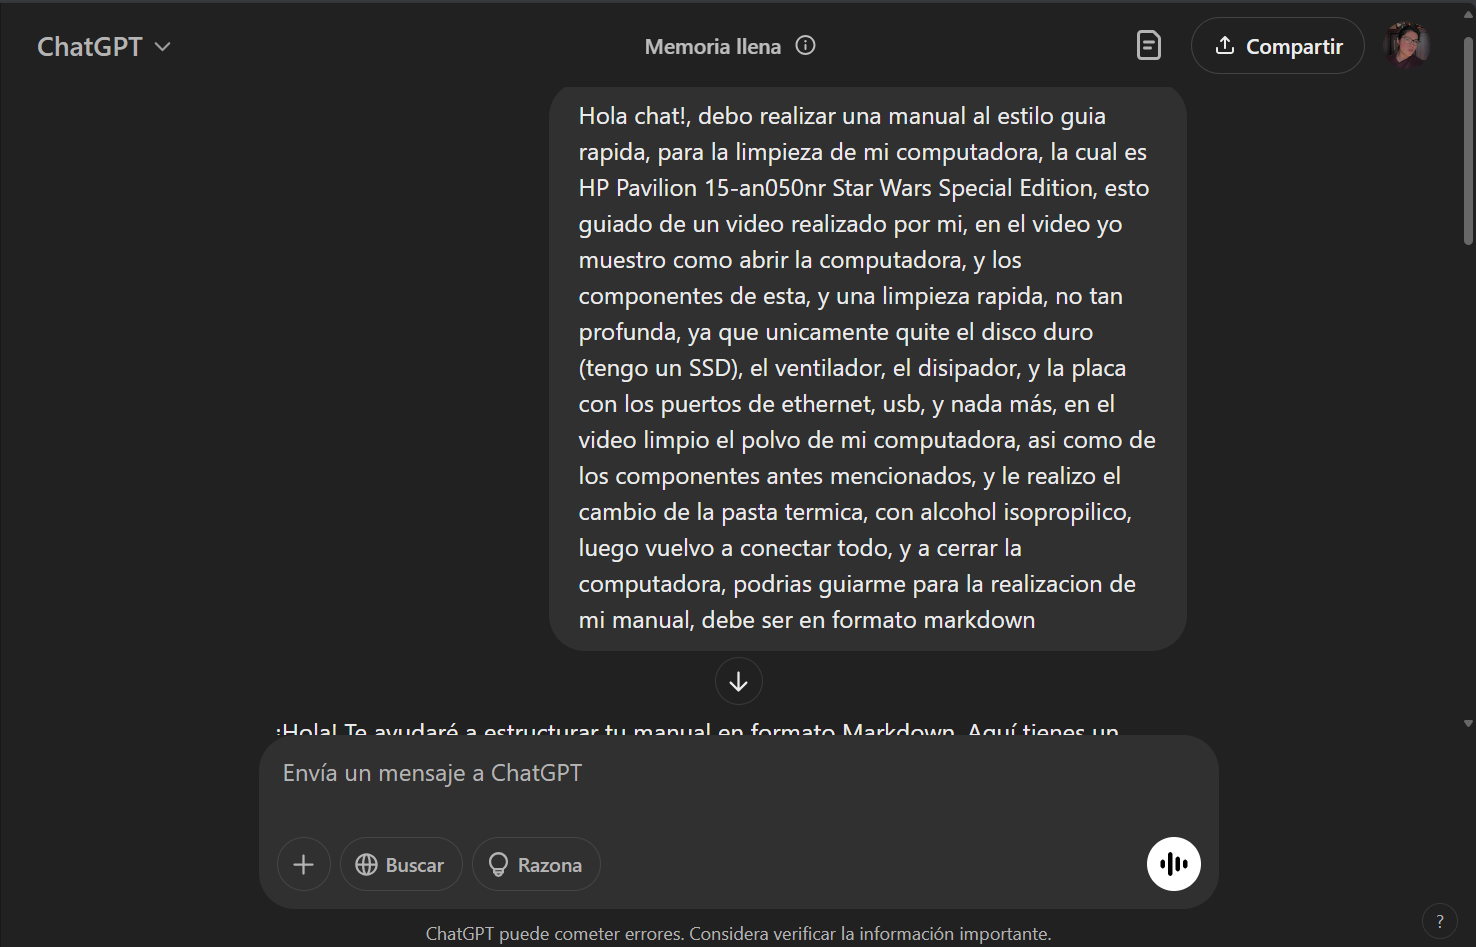 ChatGPT
Memoria llena
Compartir
Hola chat!, debo realizar una manual al estilo guia
rapida, para la limpieza de mi computadora, la cual es
HP Pavilion 15-an050nr Star Wars Special Edition, esto
guiado de un video realizado por mi, en el video yo
muestro como abrir la computadora, y los
componentes de esta, y una limpieza rapida, no tan
profunda, ya que unicamente quite el disco duro
(tengo un SSD), el ventilador, el disipador, y la placa
con los puertos de ethernet, usb, y nada más, en el
video limpio el polvo de mi computadora, asi como de
los componentes antes mencionados, y le realizo el
cambio de la pasta termica, con alcohol isopropilico,
luego vuelvo a conectar todo, y a cerrar la
computadora, podrias guiarme para la realizacion de
mi manual, debe ser en formato markdown
¡Hola! Te ayudaré a estructurar tu manual en formato Markdown. Aquí tienes un
Envía un mensaje a ChatGPT
Buscar
Razona
ChatGPT puede cometer errores. Considera verificar la información importante.
?